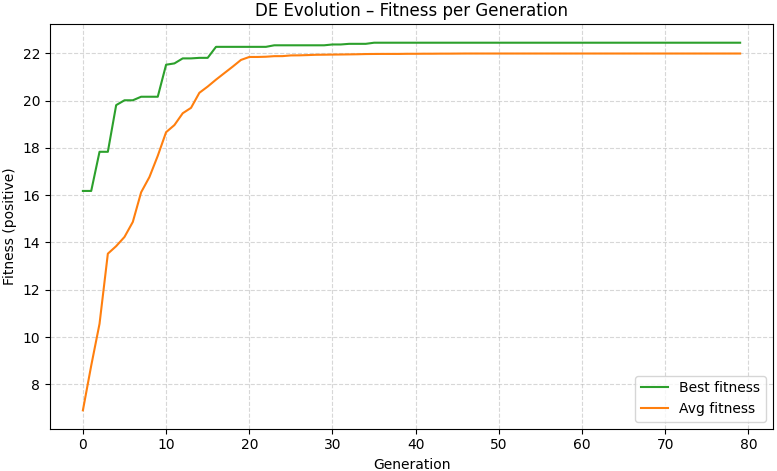 DE Evolution – Fitness per Generation
Fitness (positive)
22
20
18
16
14
12
10
8
0 10 20 30 40 50 60 70 80
Generation
Best fitness
Avg fitness